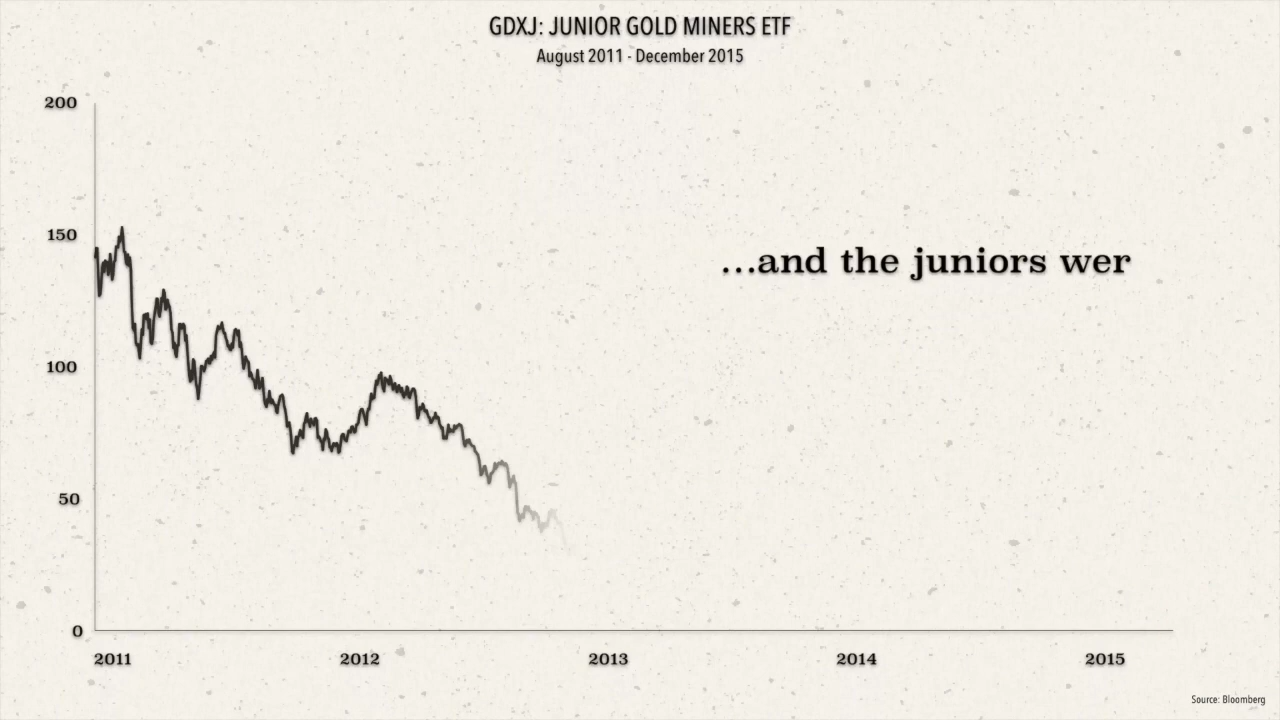 GDXJ: JUNIOR GOLD MINERS ETF
August 2011 - December 2015
200
150
…and the juniors wer
100
50
0
2011 2012 2013 2014 2015
Source: Bloomberg